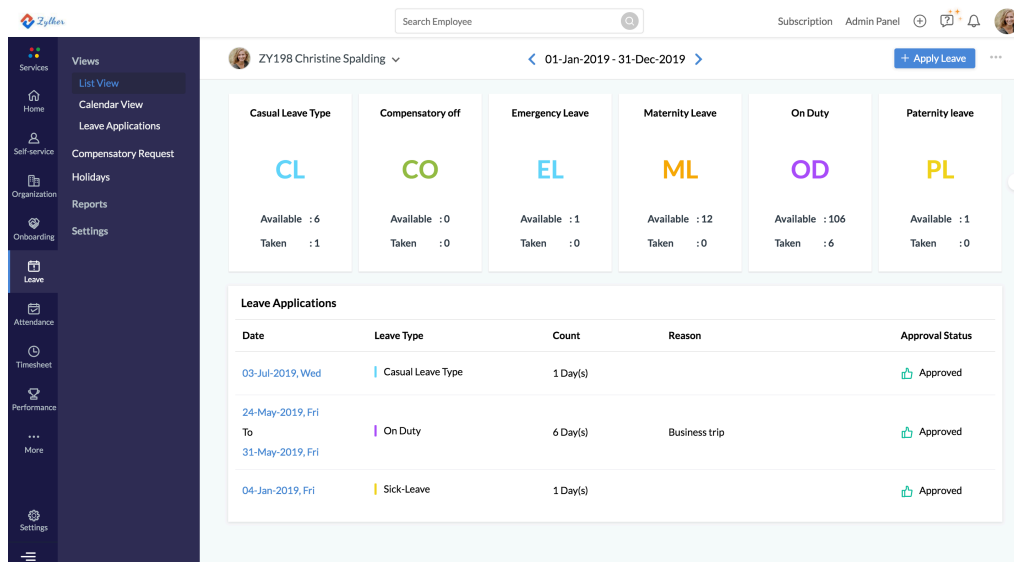 Zylker
Search Employee
Subscription
Admin Panel
Services
Home
Self-service
Organization
Onboarding
Leave
Attendance
Timesheet
Performance
More
Settings
Views
List View
Calendar View
Leave Applications
Compensatory Request
Holidays
Reports
Settings
ZY198 Christine Spalding
01-Jan-2019 - 31-Dec-2019
+ Apply Leave
Casual Leave Type
CL
Available : 6
Taken : 1
Compensatory off
CO
Available : 0
Taken : 0
Emergency Leave
EL
Available : 1
Taken : 0
Maternity Leave
ML
Available : 12
Taken : 0
On Duty
OD
Available : 106
Taken : 6
Paternity leave
PL
Available : 1
Taken : 0
Leave Applications
Date Leave Type Count Reason Approval Status
03-Jul-2019, Wed Casual Leave Type 1 Day(s) Approved
24-May-2019, Fri
To On Duty 6 Day(s) Business trip Approved
31-May-2019, Fri
04-Jan-2019, Fri Sick-Leave 1 Day(s) Approved